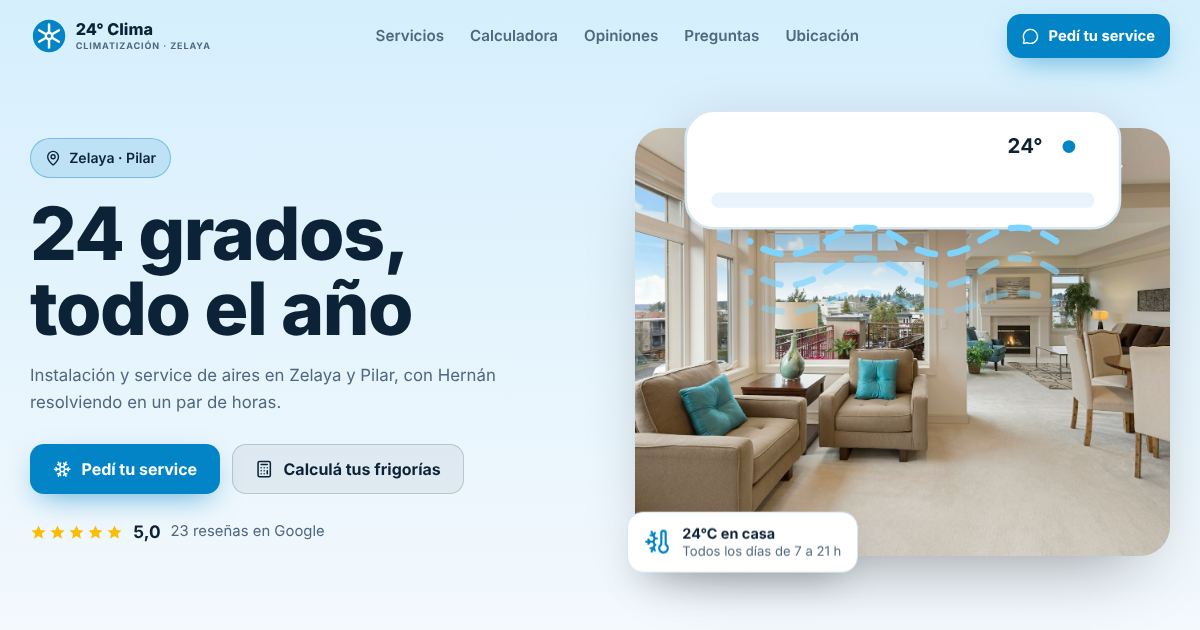 24° Clima
CLIMATIZACIÓN · ZELAYA
Servicios
Calculadora
Opiniones
Preguntas
Ubicación
Pedí tu service
Zelaya · Pilar
24 grados,
todo el año
Instalación y service de aires en Zelaya y Pilar, con Hernán
resolviendo en un par de horas.
Pedí tu service
Calculá tus frigorías
5,0 23 reseñas en Google
24°
24°C en casa
Todos los días de 7 a 21 h